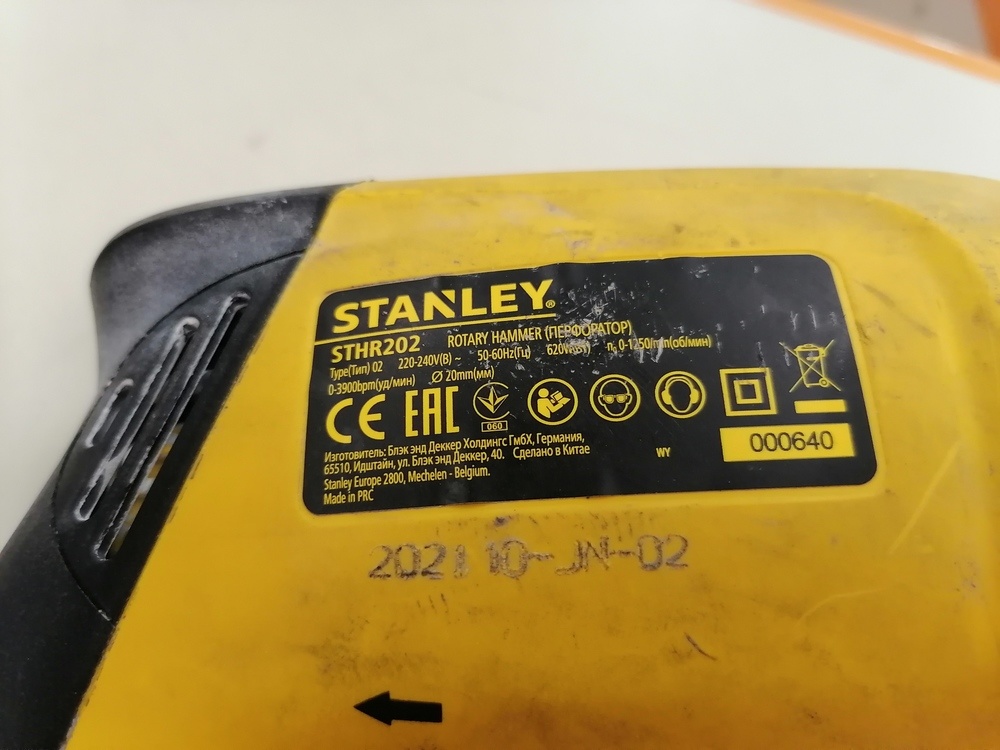 STANLEY®
STHR202 ROTARY HAMMER (ПЕРФОРАТОР)
Type(Тип) 02 220-240V(В) ~ 50-60Hz(Гц) 620W(Вт) n₀ 0-1250/min(об/мин)
0-3900bpm(уд/мин) Ø 20mm(мм)
CE EAC 060
000640
Изготовитель: Блэк энд Деккер Холдингс ГмбХ, Германия,
65510, Идштайн, ул. Блэк энд Деккер, 40. Сделано в Китае WY
Stanley Europe 2800, Mechelen - Belgium.
Made in PRC
2021 10-JN-02